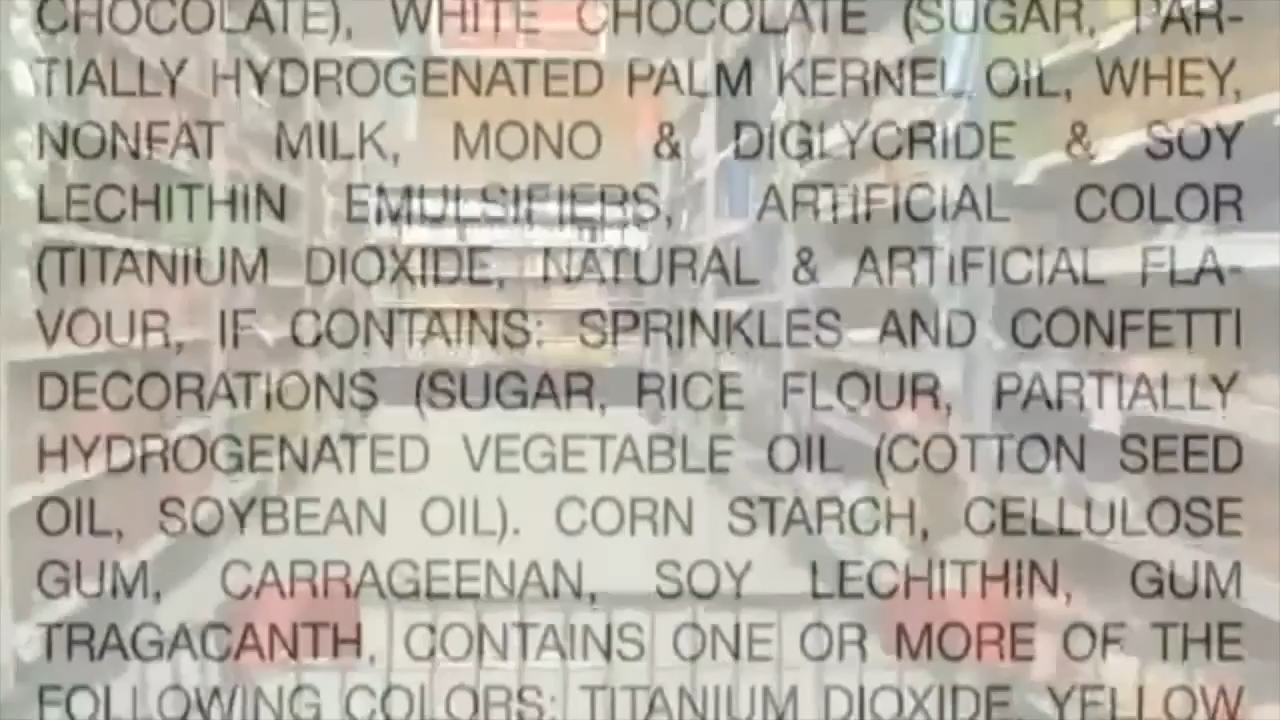 CHOCOLATE), WHITE CHOCOLATE (SUGAR, PAR-
TIALLY HYDROGENATED PALM KERNEL OIL, WHEY,
NONFAT MILK, MONO & DIGLYCRIDE & SOY
LECHITHIN EMULSIFIERS, ARTIFICIAL COLOR
(TITANIUM DIOXIDE, NATURAL & ARTIFICIAL FLA-
VOUR, IF CONTAINS: SPRINKLES AND CONFETTI
DECORATIONS (SUGAR, RICE FLOUR, PARTIALLY
HYDROGENATED VEGETABLE OIL (COTTON SEED
OIL, SOYBEAN OIL). CORN STARCH, CELLULOSE
GUM, CARRAGEENAN, SOY LECHITHIN, GUM
TRAGACANTH, CONTAINS ONE OR MORE OF THE
FOLLOWING COLORS: TITANIUM DIOXIDE, YELLOW